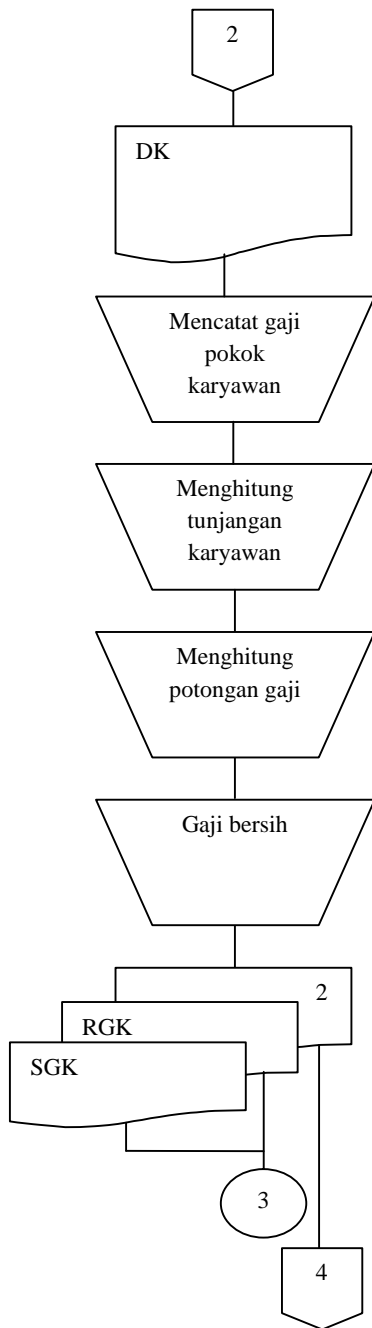 2
DK
Mencatat gaji
pokok
karyawan
Menghitung
tunjangan
karyawan
Menghitung
potongan gaji
Gaji bersih
2
RGK
SGK
3
4